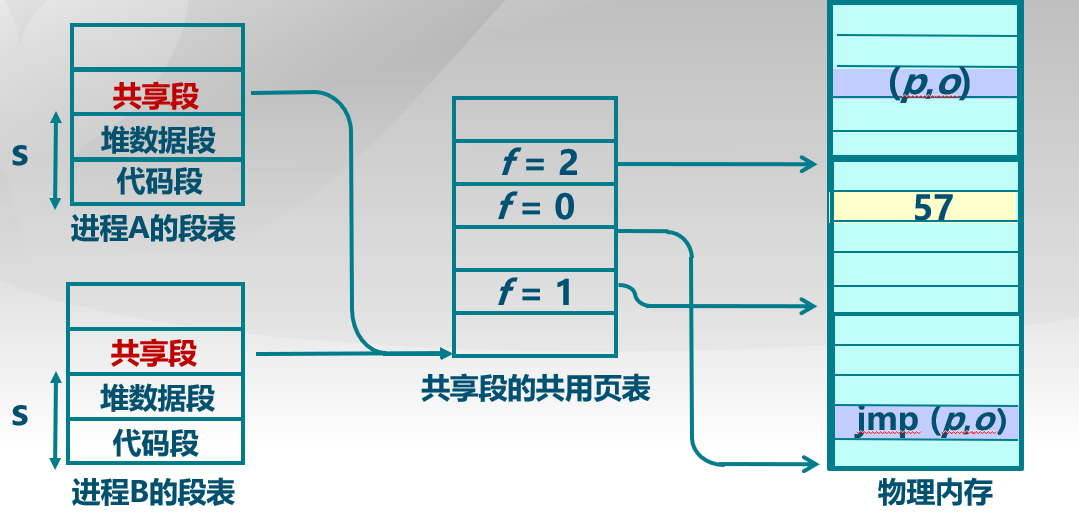 共享段
堆数据段
代码段
s
进程A的段表
共享段
堆数据段
代码段
s
进程B的段表
f = 2
f = 0
f = 1
共享段的共用页表
(p,o)
57
jmp (p,o)
物理内存